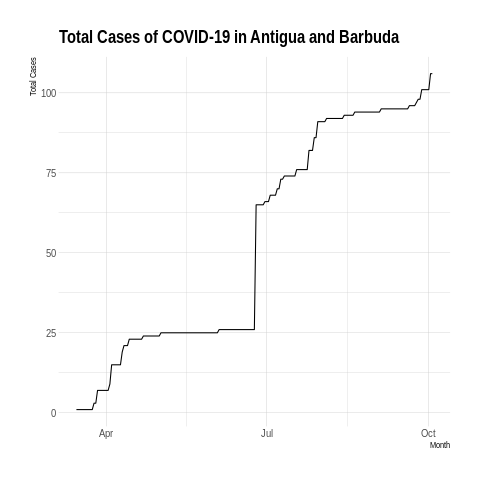 Total Cases of COVID-19 in Antigua and Barbuda
Total Cases
100
75
50
25
0
Apr
Jul
Oct
Month